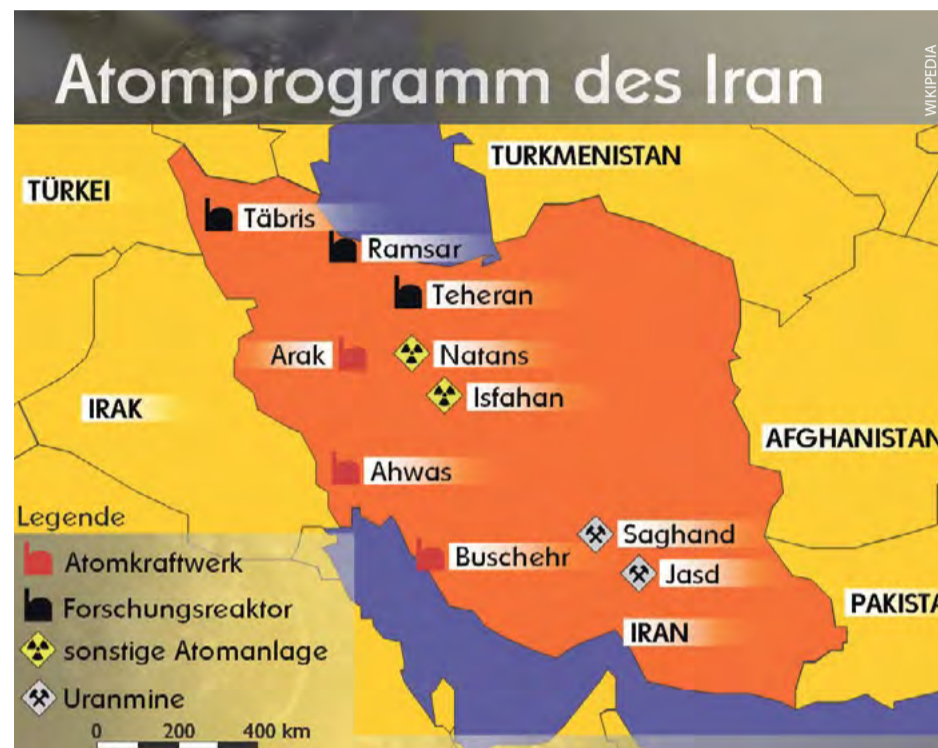 Atomprogramm des Iran
WIKIPEDIA
TURKMENISTAN
TÜRKEI
Täbris
Ramsar
Teheran
Arak
Natans
Isfahan
IRAK
AFGHANISTAN
Ahwas
Legende
Saghand
Buschehr
Atomkraftwerk
Jasd
Forschungsreaktor
PAKISTA
IRAN
sonstige Atomanlage
Uranmine
0 200 400 km